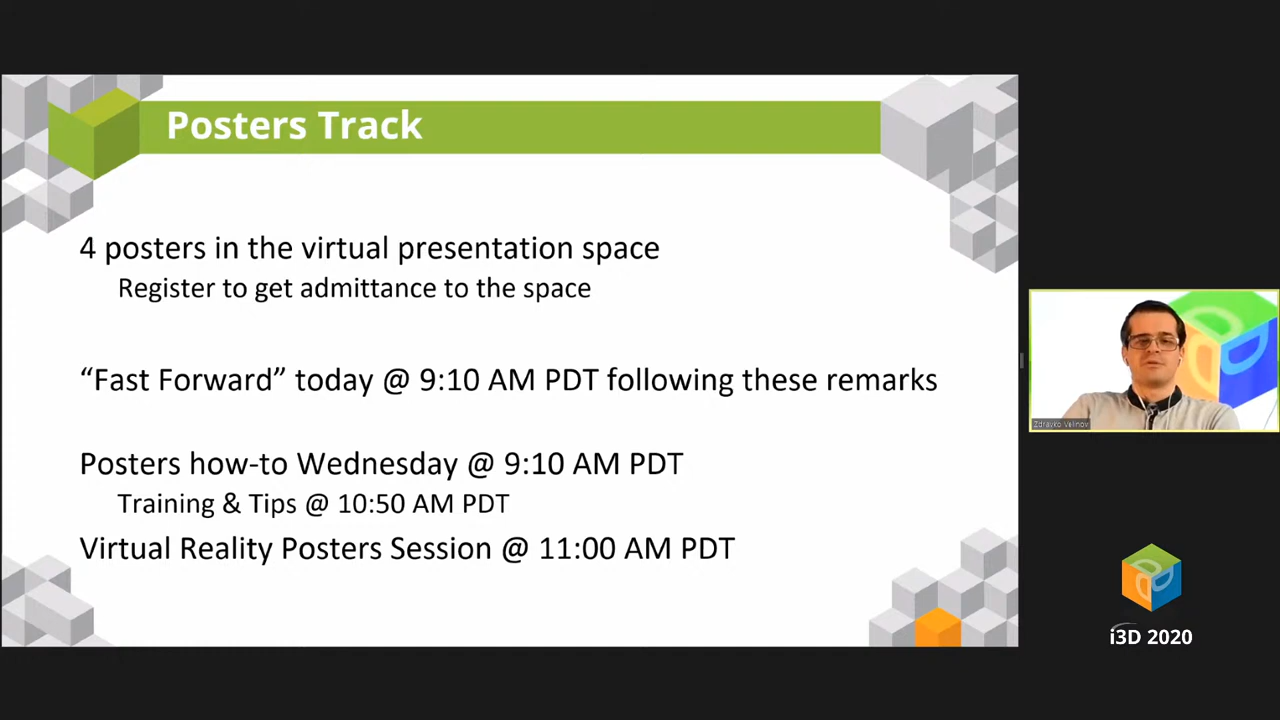 Posters Track
4 posters in the virtual presentation space
Register to get admittance to the space
“Fast Forward” today @ 9:10 AM PDT following these remarks
Posters how-to Wednesday @ 9:10 AM PDT
Training & Tips @ 10:50 AM PDT
Virtual Reality Posters Session @ 11:00 AM PDT
Zdravko Velinov
i3D 2020